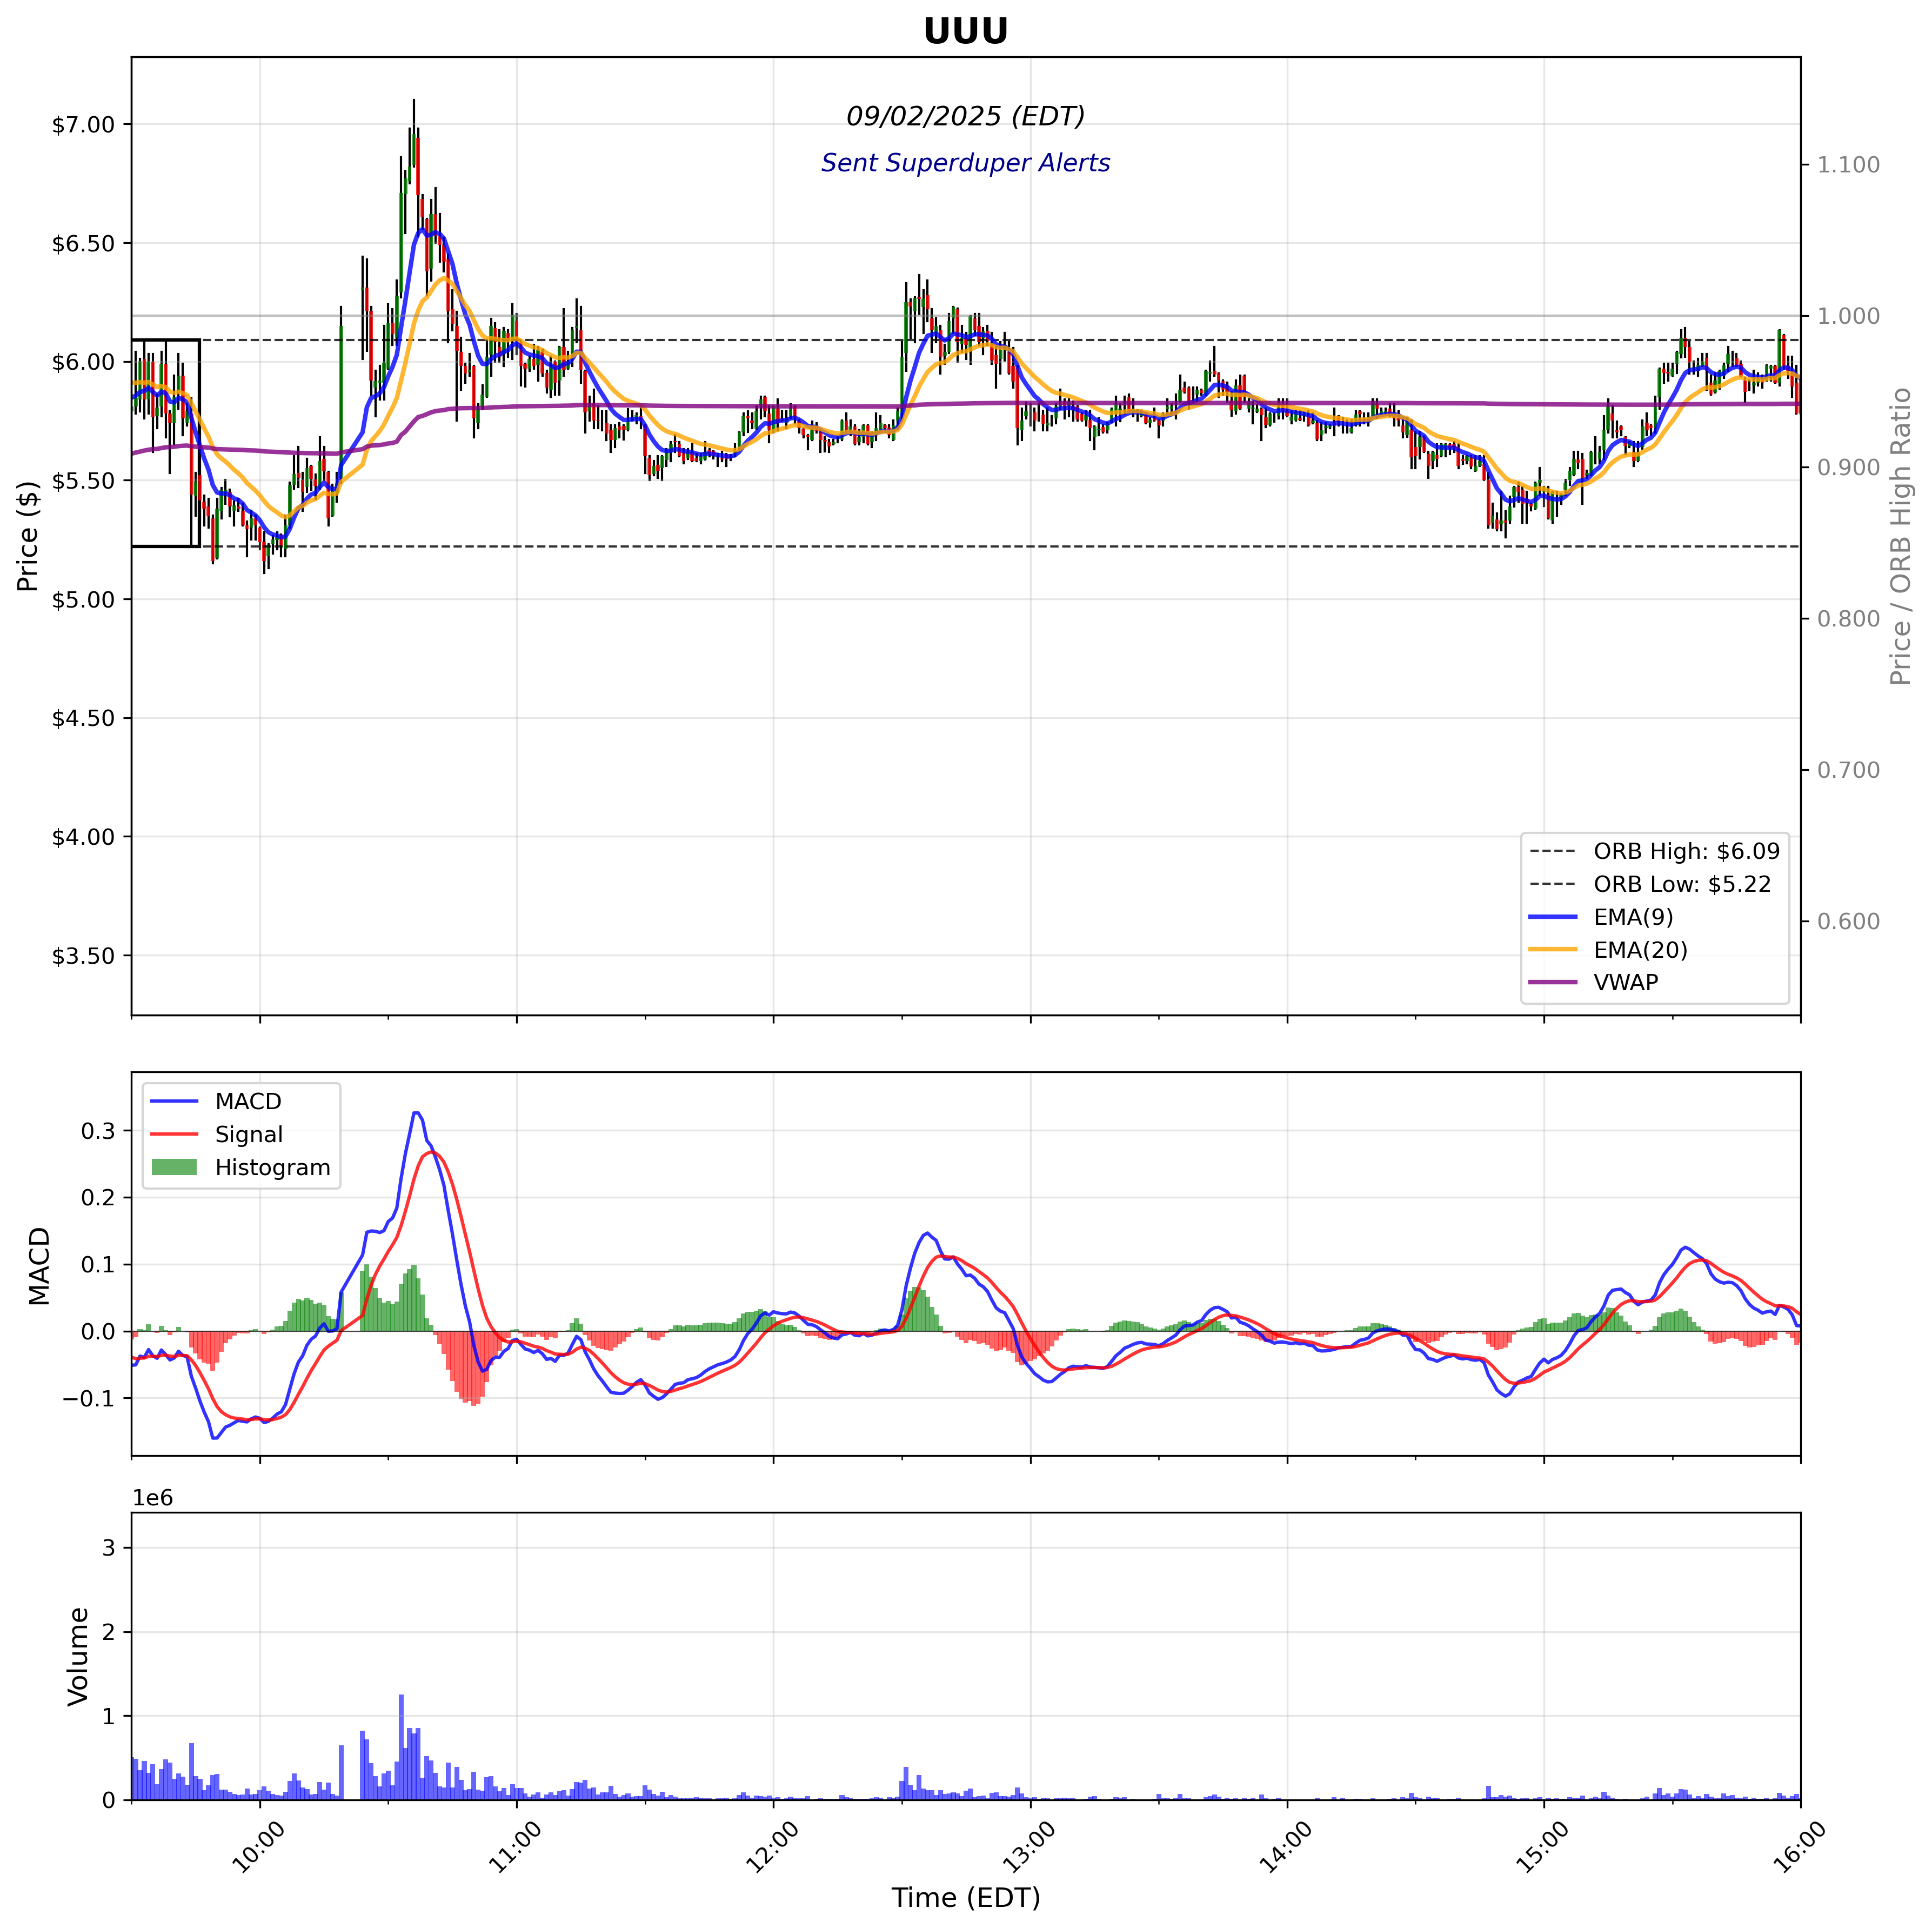 UUU
09/02/2025 (EDT)
Sent Superduper Alerts
Price ($)
$7.00
$6.50
$6.00
$5.50
$5.00
$4.50
$4.00
$3.50
1.100
1.000
0.900
0.800
0.700
0.600
Price / ORB High Ratio
ORB High: $6.09
ORB Low: $5.22
EMA(9)
EMA(20)
VWAP
MACD
0.3
0.2
0.1
0.0
−0.1
MACD
Signal
Histogram
1e6
Volume
3
2
1
0
10:00
11:00
12:00
13:00
14:00
15:00
16:00
Time (EDT)